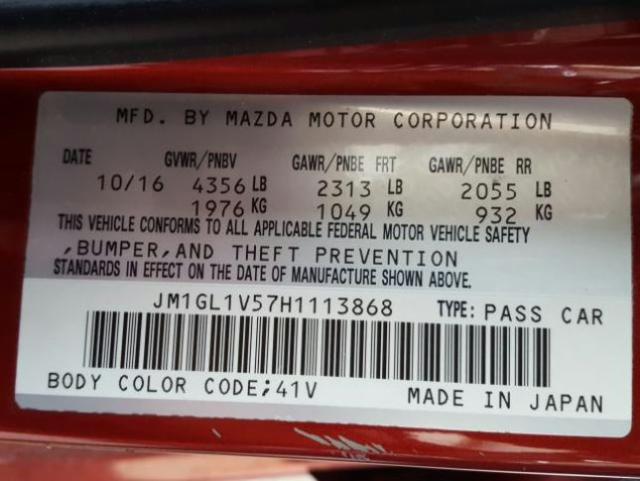 MFD. BY MAZDA MOTOR CORPORATION
DATE GVWR/PNBV GAWR/PNBE FRT GAWR/PNBE RR
10/16 4356 LB 2313 LB 2055 LB
1976 KG 1049 KG 932 KG
THIS VEHICLE CONFORMS TO ALL APPLICABLE FEDERAL MOTOR VEHICLE SAFETY
,BUMPER,AND THEFT PREVENTION
STANDARDS IN EFFECT ON THE DATE OF MANUFACTURE SHOWN ABOVE.
JM1GL1V57H1113868 TYPE: PASS CAR
BODY COLOR CODE;41V MADE IN JAPAN